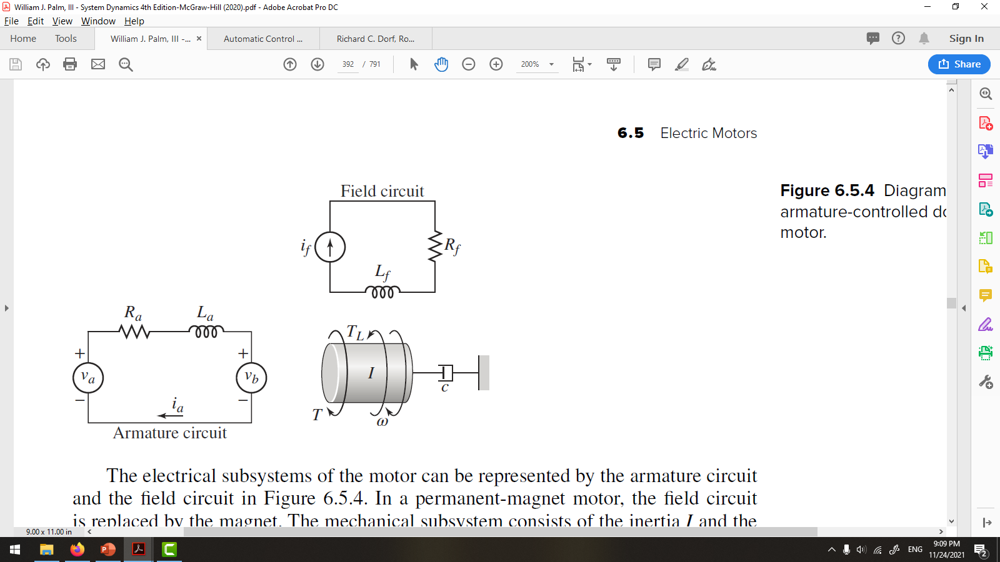 William J. Palm, III - System Dynamics 4th Edition-McGraw-Hill (2020).pdf - Adobe Acrobat Pro DC
File Edit View Window Help
Home Tools William J. Palm, III -... × Automatic Control ... Richard C. Dorf, Ro... Sign In
392 / 791 200% Share
6.5 Electric Motors
Field circuit
Figure 6.5.4 Diagram
armature-controlled dc
motor.
i_f R_f
L_f
R_a L_a
T_L
+ +
v_a v_b I
c
− −
i_a T ω
Armature circuit
The electrical subsystems of the motor can be represented by the armature circuit
and the field circuit in Figure 6.5.4. In a permanent-magnet motor, the field circuit
is replaced by the magnet. The mechanical subsystem consists of the inertia I and the
9.00 x 11.00 in
ENG
9:09 PM
11/24/2021
2